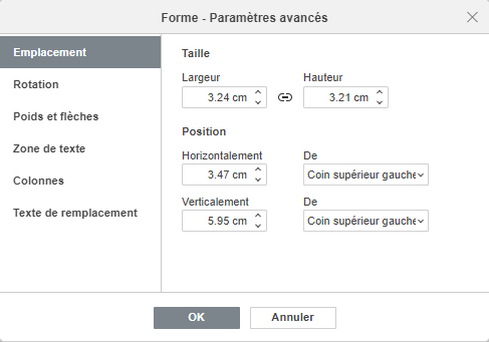 Forme - Paramètres avancés
Emplacement
Rotation
Poids et flèches
Zone de texte
Colonnes
Texte de remplacement
Taille
Largeur Hauteur
3.24 cm 3.21 cm
Position
Horizontalement De
3.47 cm Coin supérieur gauche
Verticalement De
5.95 cm Coin supérieur gauche
OK Annuler